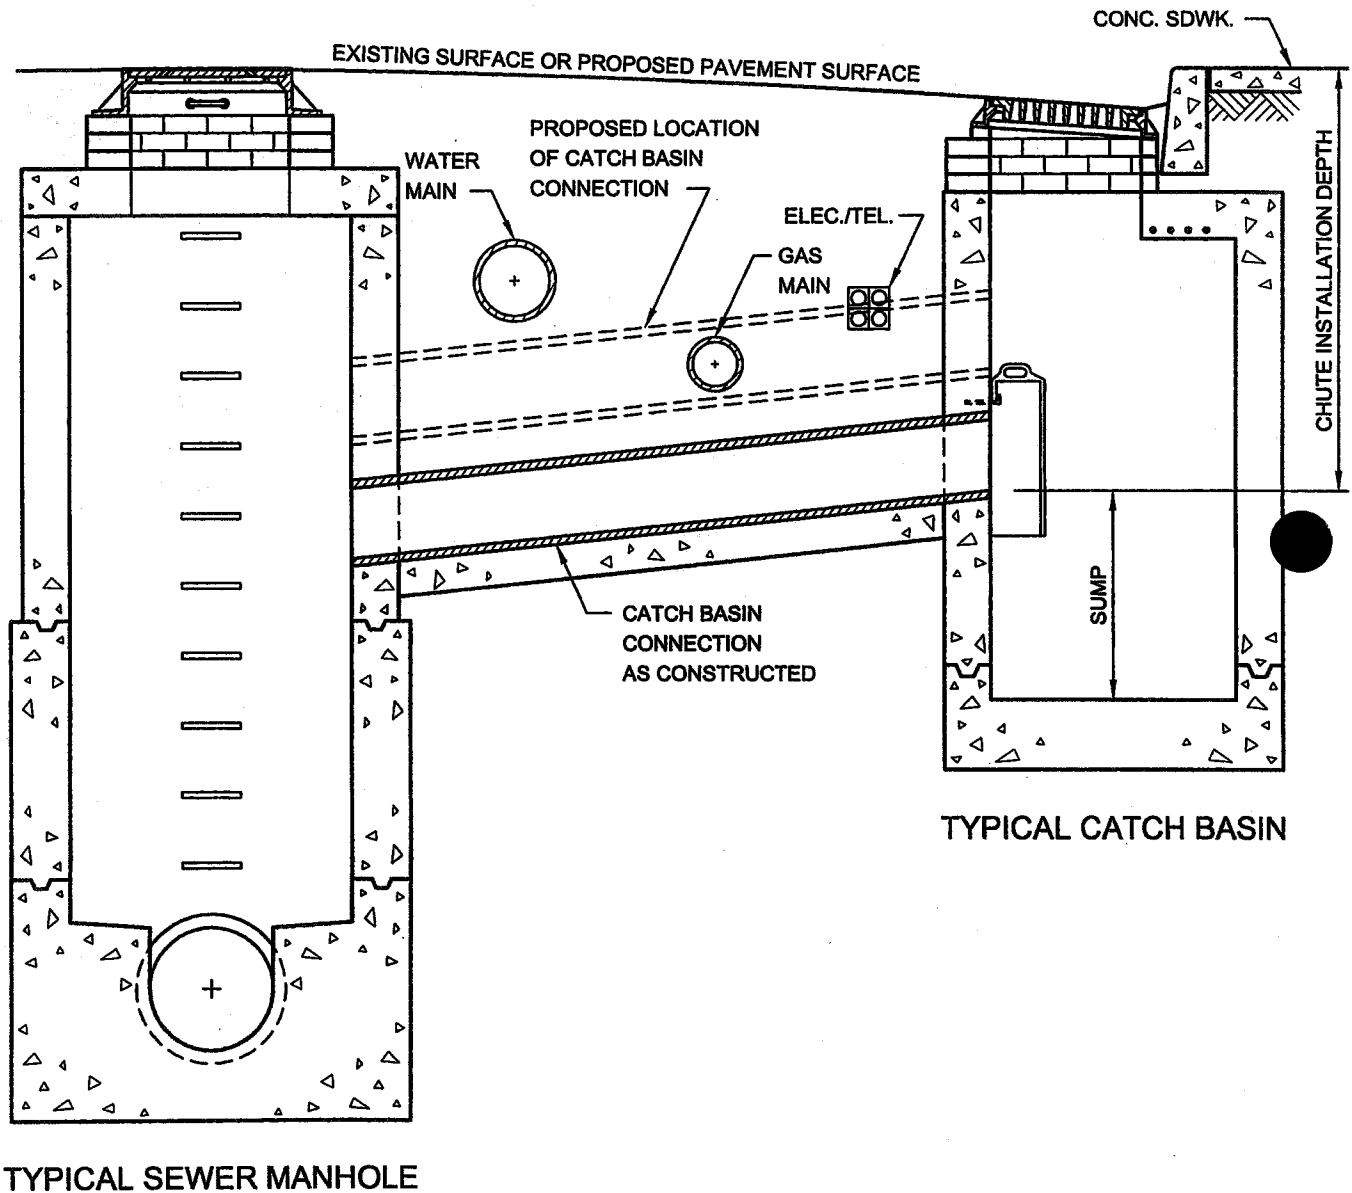 CONC. SDWK.
EXISTING SURFACE OR PROPOSED PAVEMENT SURFACE
PROPOSED LOCATION
OF CATCH BASIN
CONNECTION
WATER
MAIN
ELEC./TEL.
GAS
MAIN
CHUTE INSTALLATION DEPTH
SUMP
CATCH BASIN
CONNECTION
AS CONSTRUCTED
TYPICAL CATCH BASIN
TYPICAL SEWER MANHOLE